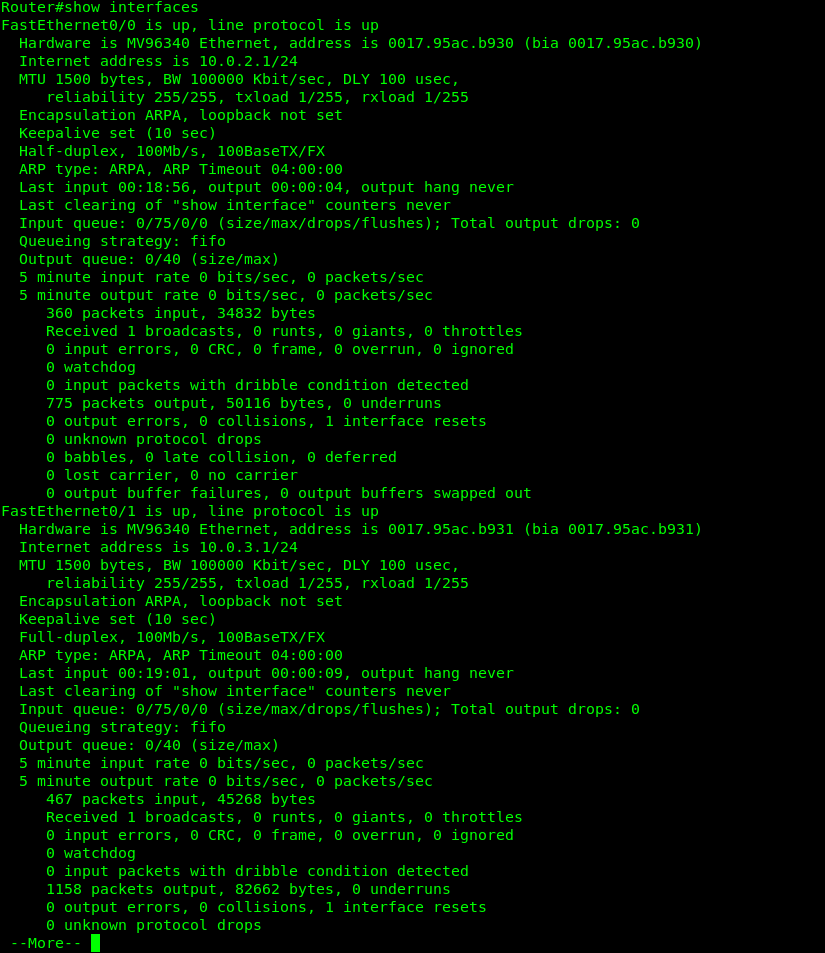 Router#show interfaces
FastEthernet0/0 is up, line protocol is up
  Hardware is MV96340 Ethernet, address is 0017.95ac.b930 (bia 0017.95ac.b930)
  Internet address is 10.0.2.1/24
  MTU 1500 bytes, BW 100000 Kbit/sec, DLY 100 usec,
     reliability 255/255, txload 1/255, rxload 1/255
  Encapsulation ARPA, loopback not set
  Keepalive set (10 sec)
  Half-duplex, 100Mb/s, 100BaseTX/FX
  ARP type: ARPA, ARP Timeout 04:00:00
  Last input 00:18:56, output 00:00:04, output hang never
  Last clearing of "show interface" counters never
  Input queue: 0/75/0/0 (size/max/drops/flushes); Total output drops: 0
  Queueing strategy: fifo
  Output queue: 0/40 (size/max)
  5 minute input rate 0 bits/sec, 0 packets/sec
  5 minute output rate 0 bits/sec, 0 packets/sec
     360 packets input, 34832 bytes
     Received 1 broadcasts, 0 runts, 0 giants, 0 throttles
     0 input errors, 0 CRC, 0 frame, 0 overrun, 0 ignored
     0 watchdog
     0 input packets with dribble condition detected
     775 packets output, 50116 bytes, 0 underruns
     0 output errors, 0 collisions, 1 interface resets
     0 unknown protocol drops
     0 babbles, 0 late collision, 0 deferred
     0 lost carrier, 0 no carrier
     0 output buffer failures, 0 output buffers swapped out
FastEthernet0/1 is up, line protocol is up
  Hardware is MV96340 Ethernet, address is 0017.95ac.b931 (bia 0017.95ac.b931)
  Internet address is 10.0.3.1/24
  MTU 1500 bytes, BW 100000 Kbit/sec, DLY 100 usec,
     reliability 255/255, txload 1/255, rxload 1/255
  Encapsulation ARPA, loopback not set
  Keepalive set (10 sec)
  Full-duplex, 100Mb/s, 100BaseTX/FX
  ARP type: ARPA, ARP Timeout 04:00:00
  Last input 00:19:01, output 00:00:09, output hang never
  Last clearing of "show interface" counters never
  Input queue: 0/75/0/0 (size/max/drops/flushes); Total output drops: 0
  Queueing strategy: fifo
  Output queue: 0/40 (size/max)
  5 minute input rate 0 bits/sec, 0 packets/sec
  5 minute output rate 0 bits/sec, 0 packets/sec
     467 packets input, 45268 bytes
     Received 1 broadcasts, 0 runts, 0 giants, 0 throttles
     0 input errors, 0 CRC, 0 frame, 0 overrun, 0 ignored
     0 watchdog
     0 input packets with dribble condition detected
     1158 packets output, 82662 bytes, 0 underruns
     0 output errors, 0 collisions, 1 interface resets
     0 unknown protocol drops
 --More--